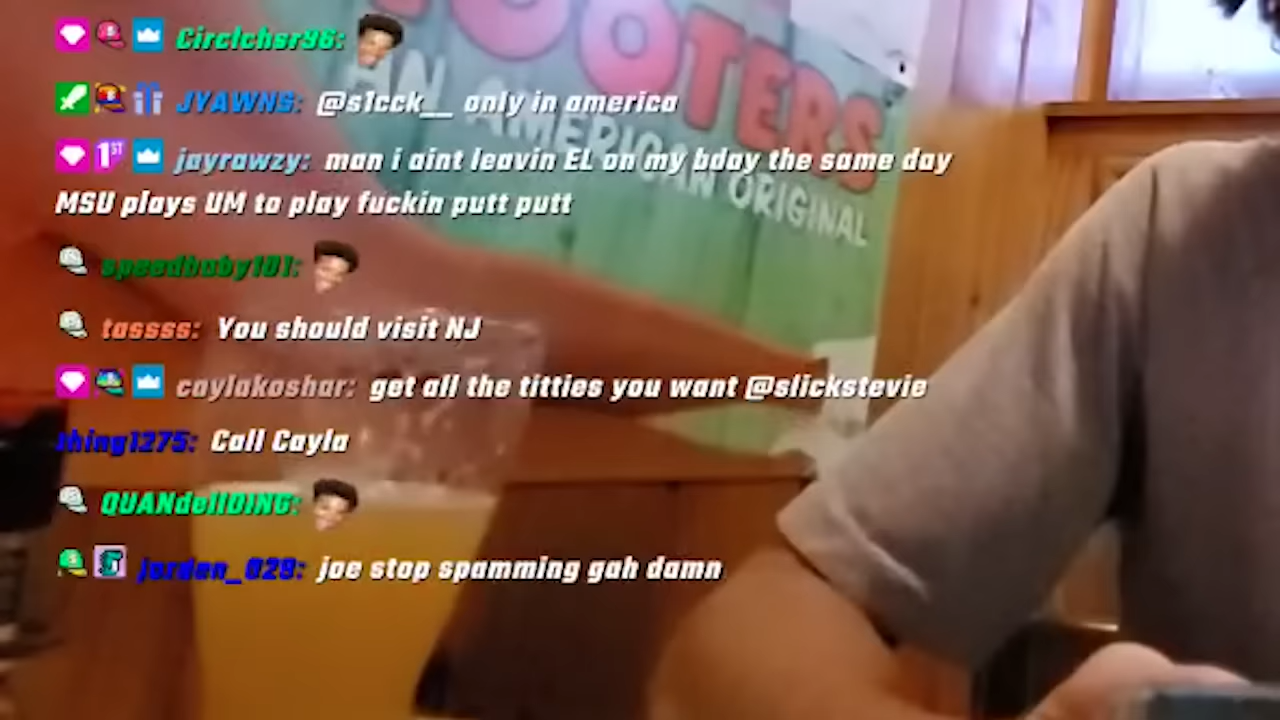 Circlchsr96:
OOTERS
AN AMERICAN ORIGINAL
JYAWNS: @s1cck__ only in america
1ST jayrawzy: man i aint leavin EL on my bday the same day
MSU plays UM to play fuckin putt putt
speedbaby101:
tassss: You should visit NJ
caylakoshar: get all the titties you want @slickstevie
thing1275: Call Cayla
QUANdellDING:
jorden_029: joe stop spamming gah damn